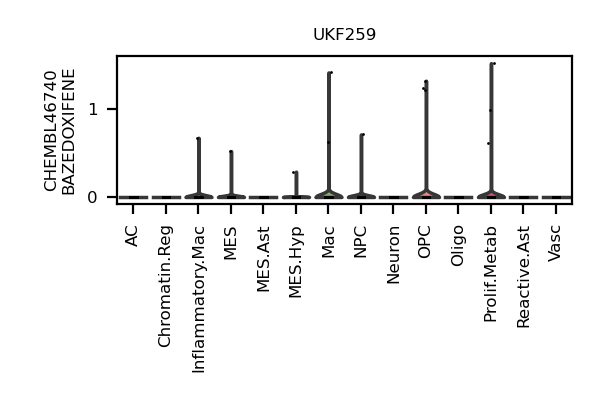 UKF259
CHEMBL46740
BAZEDOXIFENE
1
0
AC
Chromatin.Reg
Inflammatory.Mac
MES
MES.Ast
MES.Hyp
Mac
NPC
Neuron
OPC
Oligo
Prolif.Metab
Reactive.Ast
Vasc